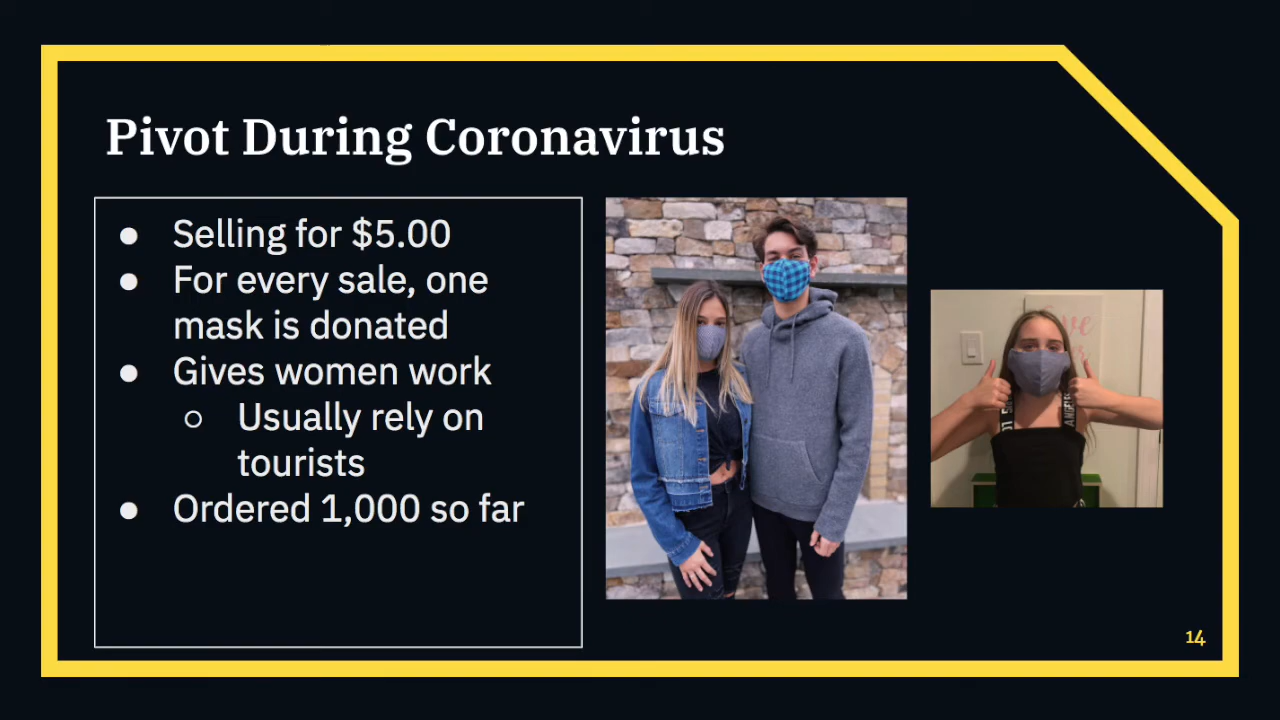 Pivot During Coronavirus
● Selling for $5.00
● For every sale, one
mask is donated
● Gives women work
○ Usually rely on
tourists
● Ordered 1,000 so far
14